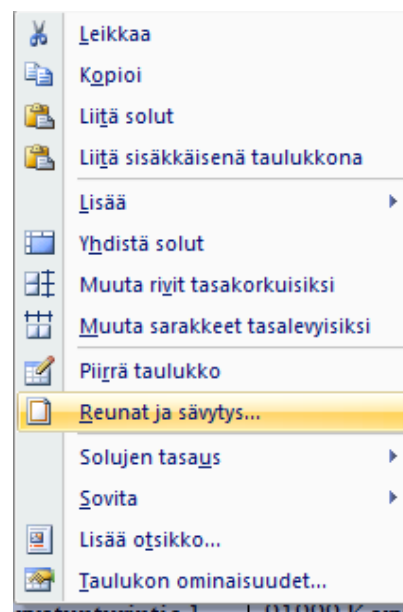 Leikkaa
Kopioi
Liitä solut
Liitä sisäkkäisenä taulukkona
Lisää
Yhdistä solut
Muuta rivit tasakorkuisiksi
Muuta sarakkeet tasalevyisiksi
Piirrä taulukko
Reunat ja sävytys...
Solujen tasaus
Sovita
Lisää otsikko...
Taulukon ominaisuudet...